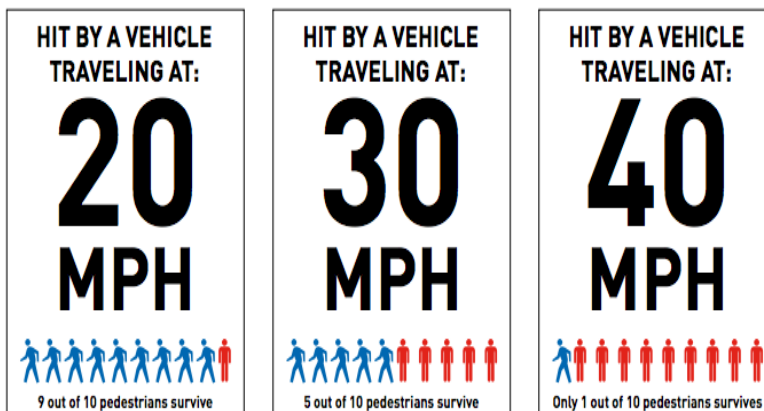 HIT BY A VEHICLE
TRAVELING AT:
20
MPH
9 out of 10 pedestrians survive
HIT BY A VEHICLE
TRAVELING AT:
30
MPH
5 out of 10 pedestrians survive
HIT BY A VEHICLE
TRAVELING AT:
40
MPH
Only 1 out of 10 pedestrians survives